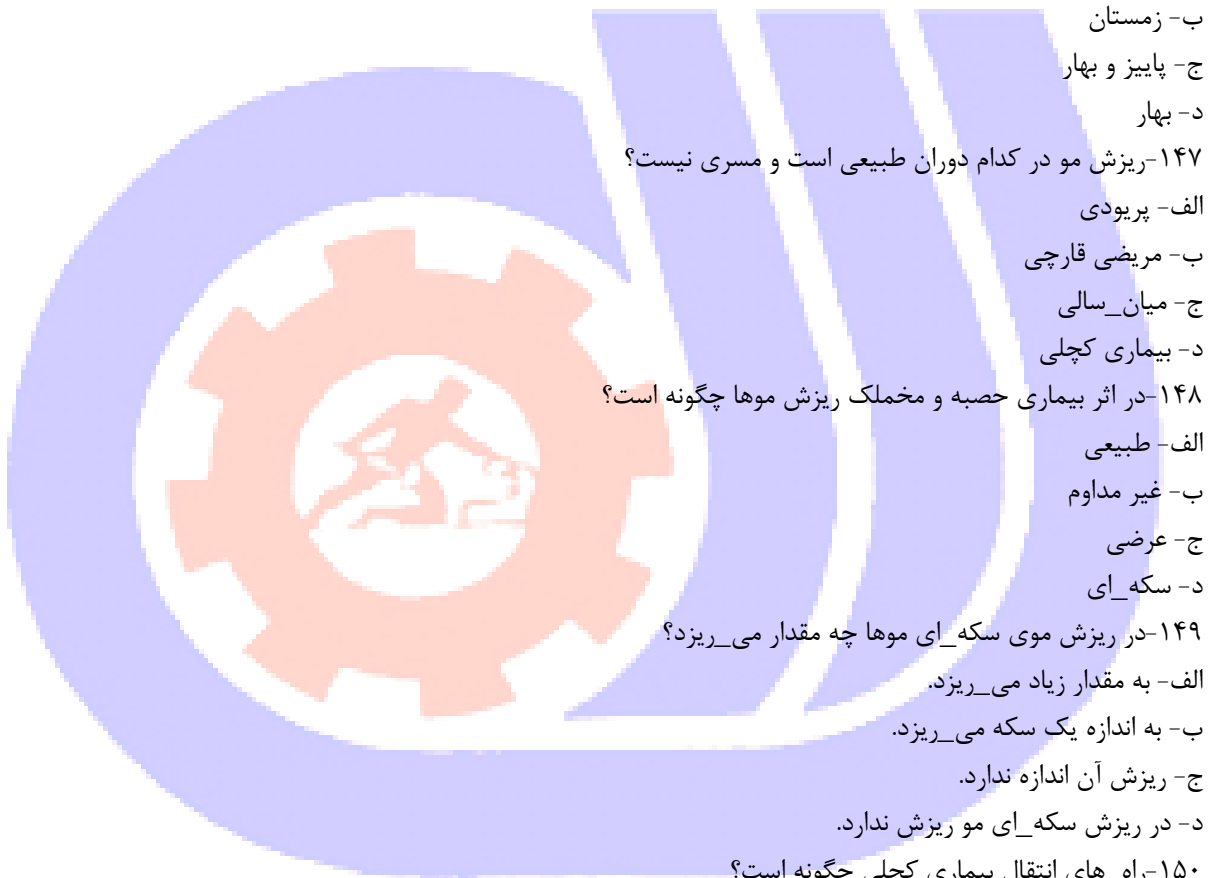 ب- زمستان
ج- پاییز و بهار
د- بهار
۱۴۷-ریزش مو در کدام دوران طبیعی است و مسری نیست؟
الف- پریودی
ب- مریضی قارچی
ج- میان_سالی
د- بیماری کچلی
۱۴۸-در اثر بیماری حصبه و مخملک ریزش موها چگونه است؟
الف- طبیعی
ب- غیر مداوم
ج- عرضی
د- سکه_ای
۱۴۹-در ریزش موی سکه_ای موها چه مقدار می_ریزد؟
الف- به مقدار زیاد می_ریزد.
ب- به اندازه یک سکه می_ریزد.
ج- ریزش آن اندازه ندارد.
د- در ریزش سکه_ای مو ریزش ندارد.
۱۵۰-راه_های انتقال بیماری کچلی چگونه است؟